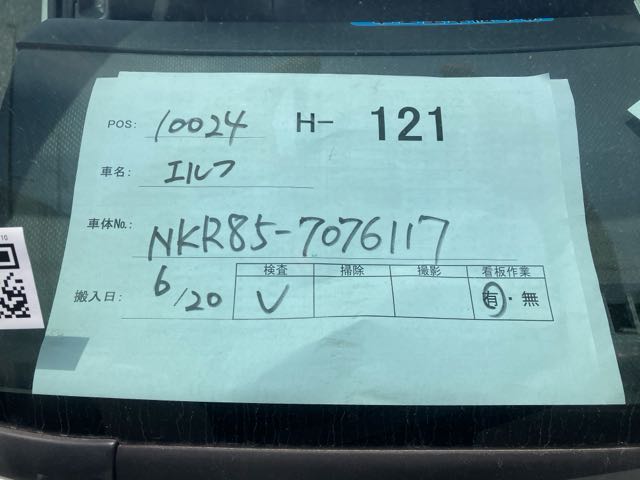 POS: 10024 H- 121
車名: エルフ
車体No.: NKR85-7076117
搬入日: 6/20
検査 掃除 撮影 看板作業
✓ 有・無
10